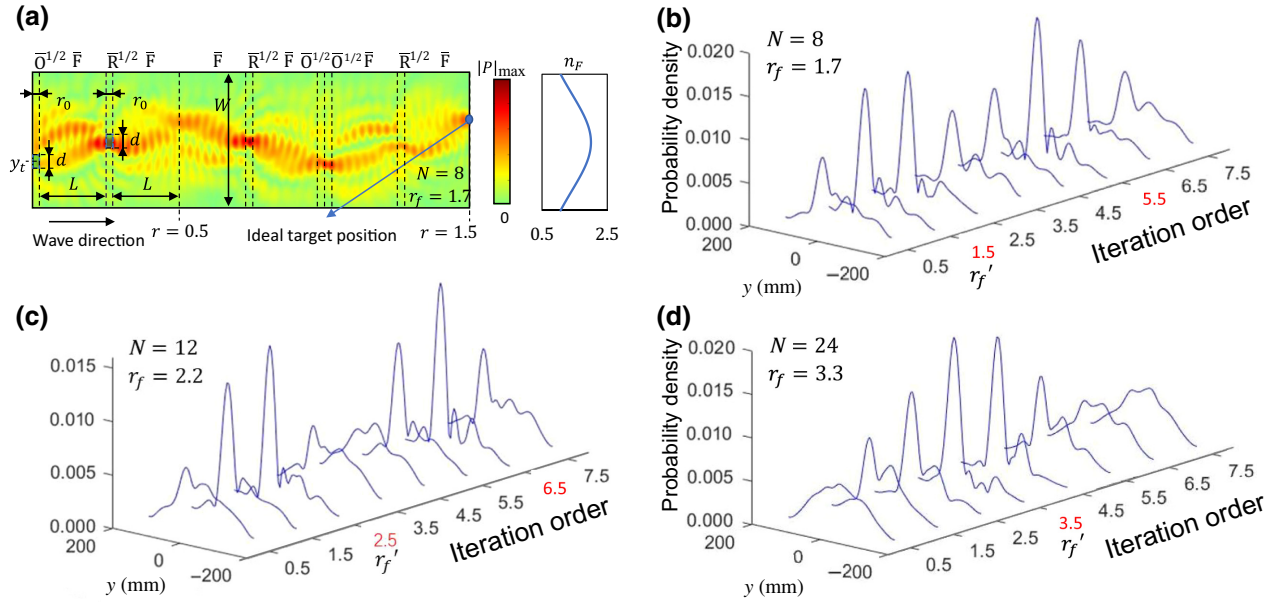 (a)
O̅1/2 F̅ R̅1/2 F̅ F̅ R̅1/2 F̅ O̅1/2 O̅1/2 F̅ R̅1/2 F̅
|P|max
n_F
r0 r0 W
d d
y_t
L L
N = 8
r_f = 1.7
0
0.5 2.5
Wave direction r = 0.5 Ideal target position r = 1.5
(b)
N = 8
r_f = 1.7
Probability density
0.020
0.015
0.010
0.005
0.000
200
0
−200
y (mm)
0.5 1.5 2.5 3.5 4.5 5.5 6.5 7.5
r_f'
Iteration order
(c)
N = 12
r_f = 2.2
0.015
0.010
0.005
0.000
200
0
−200
y (mm)
0.5 1.5 2.5 3.5 4.5 5.5 6.5 7.5
r_f'
Iteration order
(d)
N = 24
r_f = 3.3
Probability density
0.020
0.015
0.010
0.005
0.000
200
0
−200
y (mm)
0.5 1.5 2.5 3.5 4.5 5.5 6.5 7.5
r_f'
Iteration order